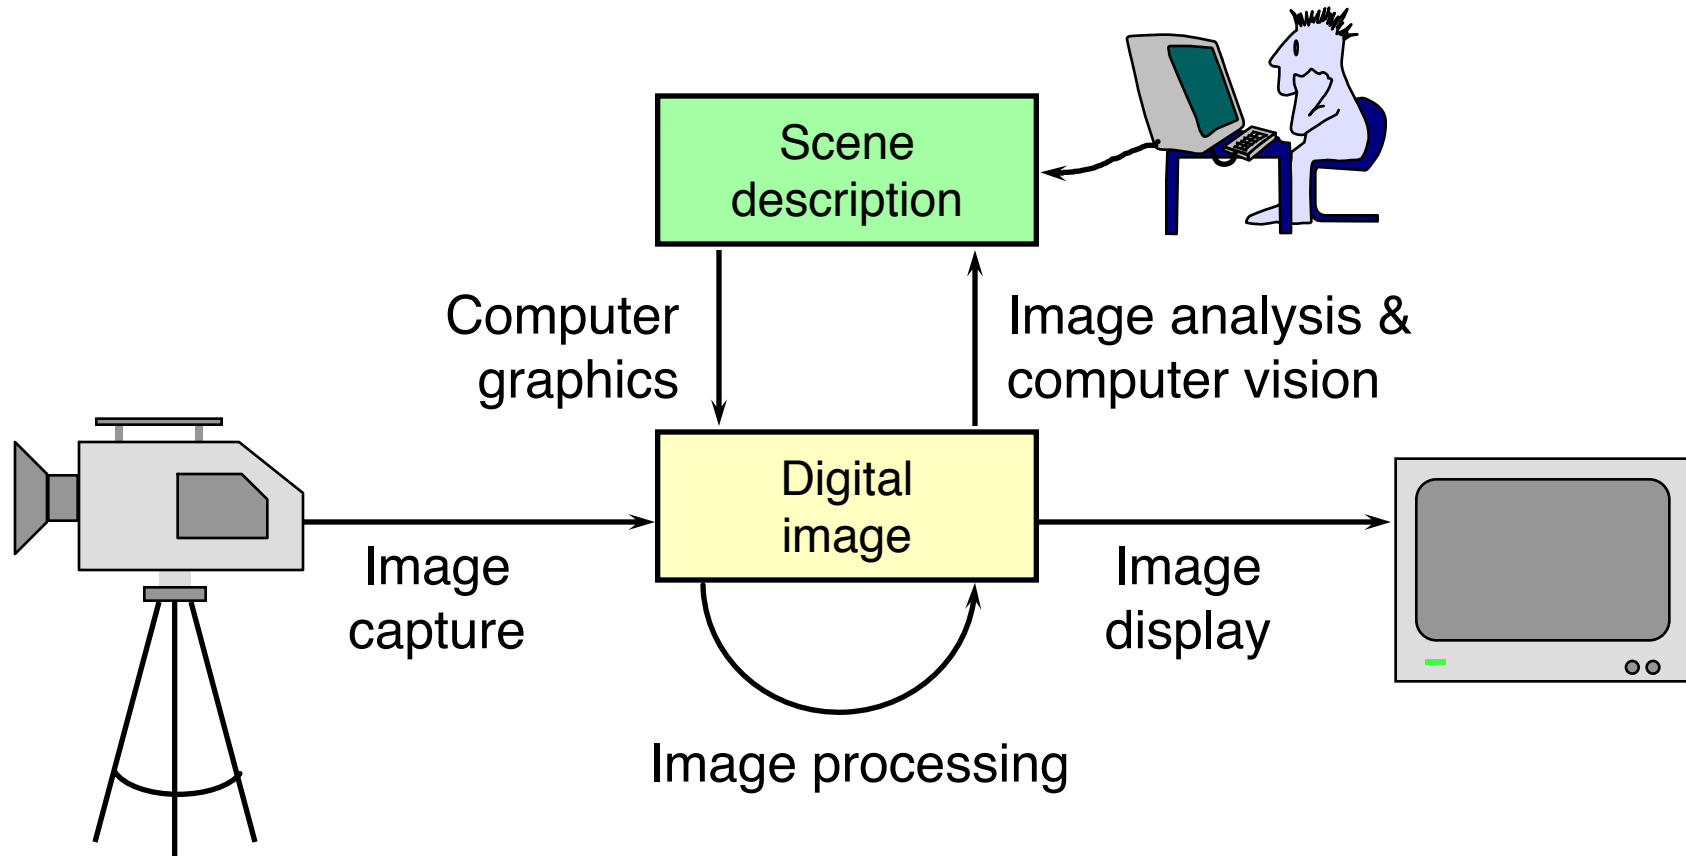 Scene
description
Computer
graphics
Image analysis &
computer vision
Digital
image
Image
capture
Image
display
Image processing